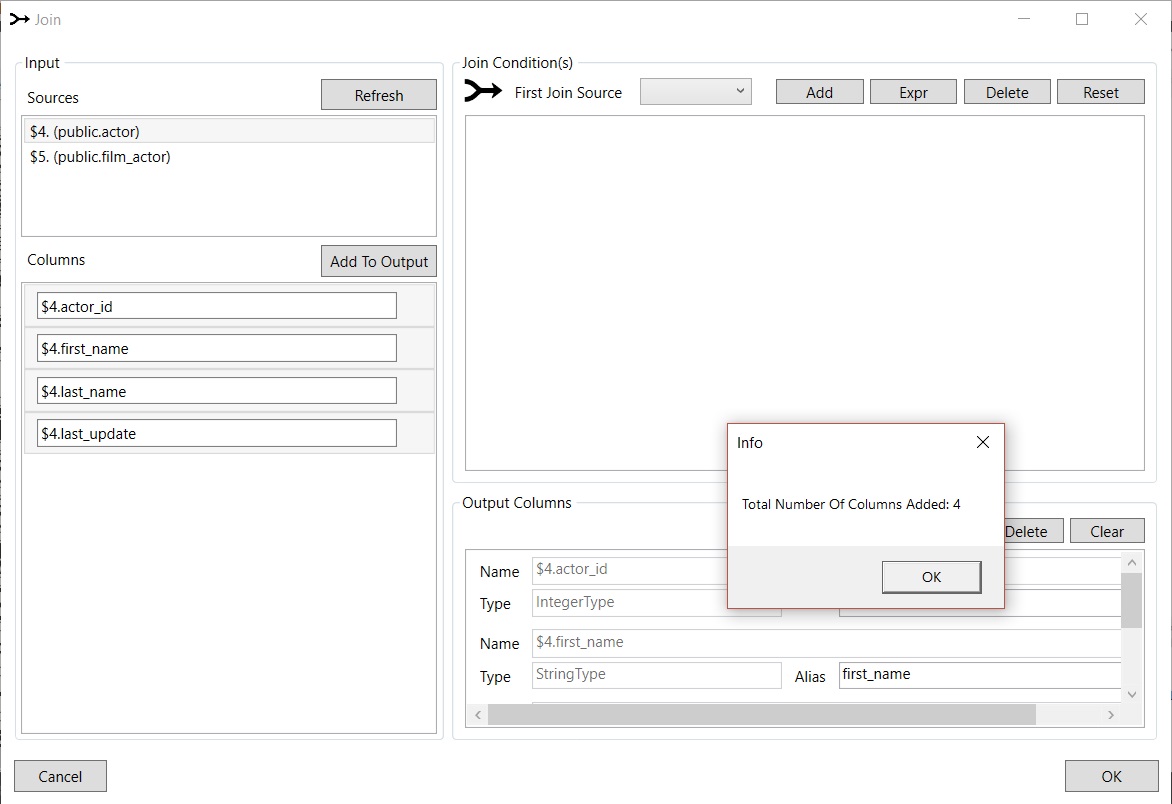 Join
Input
Sources
Refresh
$4. (public.actor)
$5. (public.film_actor)
Columns
Add To Output
$4.actor_id
$4.first_name
$4.last_name
$4.last_update
Join Condition(s)
First Join Source
Add
Expr
Delete
Reset
Info
Total Number Of Columns Added: 4
OK
Output Columns
Delete
Clear
Name $4.actor_id
Type IntegerType
Name $4.first_name
Type StringType Alias first_name
Cancel
OK